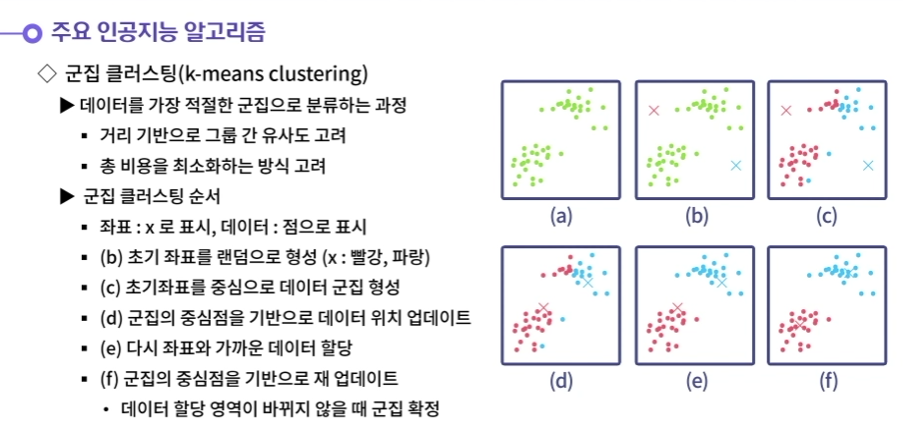 주요 인공지능 알고리즘
◇ 군집 클러스팅(k-means clustering)
▶ 데이터를 가장 적절한 군집으로 분류하는 과정
▪ 거리 기반으로 그룹 간 유사도 고려
▪ 총 비용을 최소화하는 방식 고려
▶ 군집 클러스팅 순서
▪ 좌표 : x 로 표시, 데이터 : 점으로 표시
▪ (b) 초기 좌표를 랜덤으로 형성 (x : 빨강, 파랑)
▪ (c) 초기좌표를 중심으로 데이터 군집 형성
▪ (d) 군집의 중심점을 기반으로 데이터 위치 업데이트
▪ (e) 다시 좌표와 가까운 데이터 할당
▪ (f) 군집의 중심점을 기반으로 재 업데이트
• 데이터 할당 영역이 바뀌지 않을 때 군집 확정
(a)
(b)
(c)
(d)
(e)
(f)